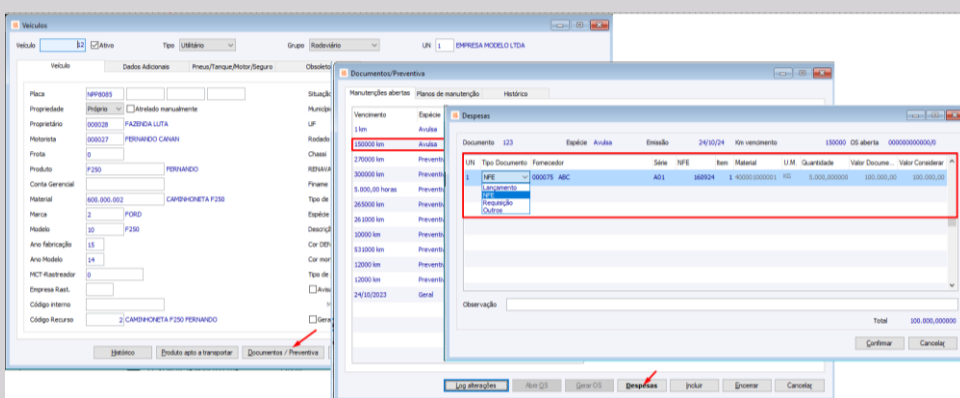 Veículos
Veículo 12 Ativo Tipo Utilitário Grupo Rodoviário UN 1 EMPRESA MODELO LTDA
Veículo Dados Adicionais Pneus/Tanque/Motor/Seguro Obsoleto
Placa NPP8085 Situação
Propriedade Próprio Atrelado manualmente Municípi
Proprietário 000028 FAZENDA LUTA UF
Motorista 000027 FERNANDO CANAN Rodado
Frota 0 Chassi
Produto F250 FERNANDO RENAVA
Conta Gerencial Finame
Material 600.000.002 CAMINHONETA F250 Tipo de
Marca 2 FORD Espécie
Modelo 10 F250 Descriçã
Ano fabricação 15 Cor DEN
Ano Modelo 14 Cor mon
MCT-Rastreador 0 Tipo de
Empresa Rast. Avisa
Código interno
Código Recurso 2 CAMINHONETA F250 FERNANDO Gera
Histórico Produto apto a transportar Documentos / Preventiva
Documentos/Preventiva
Manutenções abertas Planos de manutenção Histórico
Vencimento Espécie
1 km Avulsa
150000 km Avulsa
270000 km Preventi
300000 km Preventi
5.000,00 horas Preventi
265000 km Preventi
261000 km Preventi
10000 km Preventi
531000 km Preventi
12000 km Preventi
12000 km Preventi
24/10/2023 Geral
Log alterações Abrir OS Gerar OS Despesas Incluir Encerrar Cancelar
Despesas
Documento 123 Espécie Avulsa Emissão 24/10/24 Km vencimento 150000 OS aberta 000000000000/0
UN Tipo Documento Fornecedor Série NFE Item Material U.M. Quantidade Valor Docume... Valor Considerar
1 NFE 000075 ABC A01 160924 1 400001000001 KG 5.000,000000 100.000,00 100.000,00
Lançamento
NFE
Requisição
Outros
Observação
Total 100.000,000000
Confirmar Cancelar